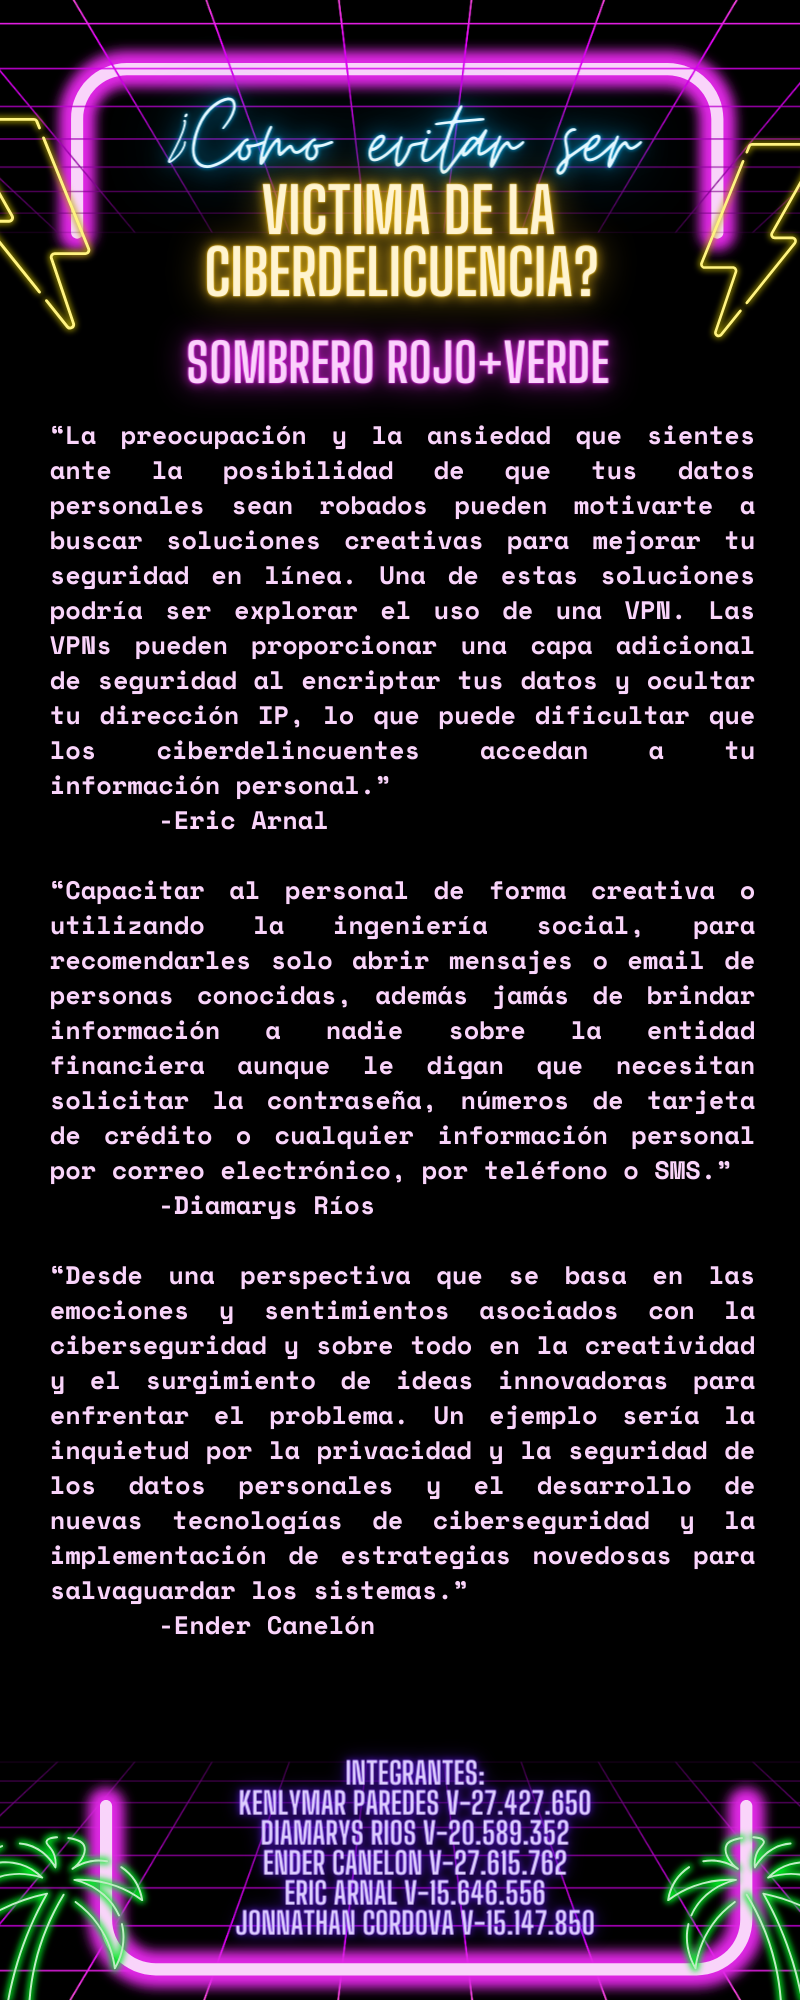 ¿Como evitar ser
VICTIMA DE LA
CIBERDELICUENCIA?
SOMBRERO ROJO+VERDE
“La preocupación y la ansiedad que sientes
ante la posibilidad de que tus datos
personales sean robados pueden motivarte a
buscar soluciones creativas para mejorar tu
seguridad en línea. Una de estas soluciones
podría ser explorar el uso de una VPN. Las
VPNs pueden proporcionar una capa adicional
de seguridad al encriptar tus datos y ocultar
tu dirección IP, lo que puede dificultar que
los ciberdelincuentes accedan a tu
información personal.”
-Eric Arnal
“Capacitar al personal de forma creativa o
utilizando la ingeniería social, para
recomendarles solo abrir mensajes o email de
personas conocidas, además jamás de brindar
información a nadie sobre la entidad
financiera aunque le digan que necesitan
solicitar la contraseña, números de tarjeta
de crédito o cualquier información personal
por correo electrónico, por teléfono o SMS.”
-Diamarys Ríos
“Desde una perspectiva que se basa en las
emociones y sentimientos asociados con la
ciberseguridad y sobre todo en la creatividad
y el surgimiento de ideas innovadoras para
enfrentar el problema. Un ejemplo sería la
inquietud por la privacidad y la seguridad de
los datos personales y el desarrollo de
nuevas tecnologías de ciberseguridad y la
implementación de estrategias novedosas para
salvaguardar los sistemas.”
-Ender Canelón
INTEGRANTES:
KENLYMAR PAREDES V-27.427.650
DIAMARYS RIOS V-20.589.352
ENDER CANELON V-27.615.762
ERIC ARNAL V-15.646.556
JONNATHAN CORDOVA V-15.147.850